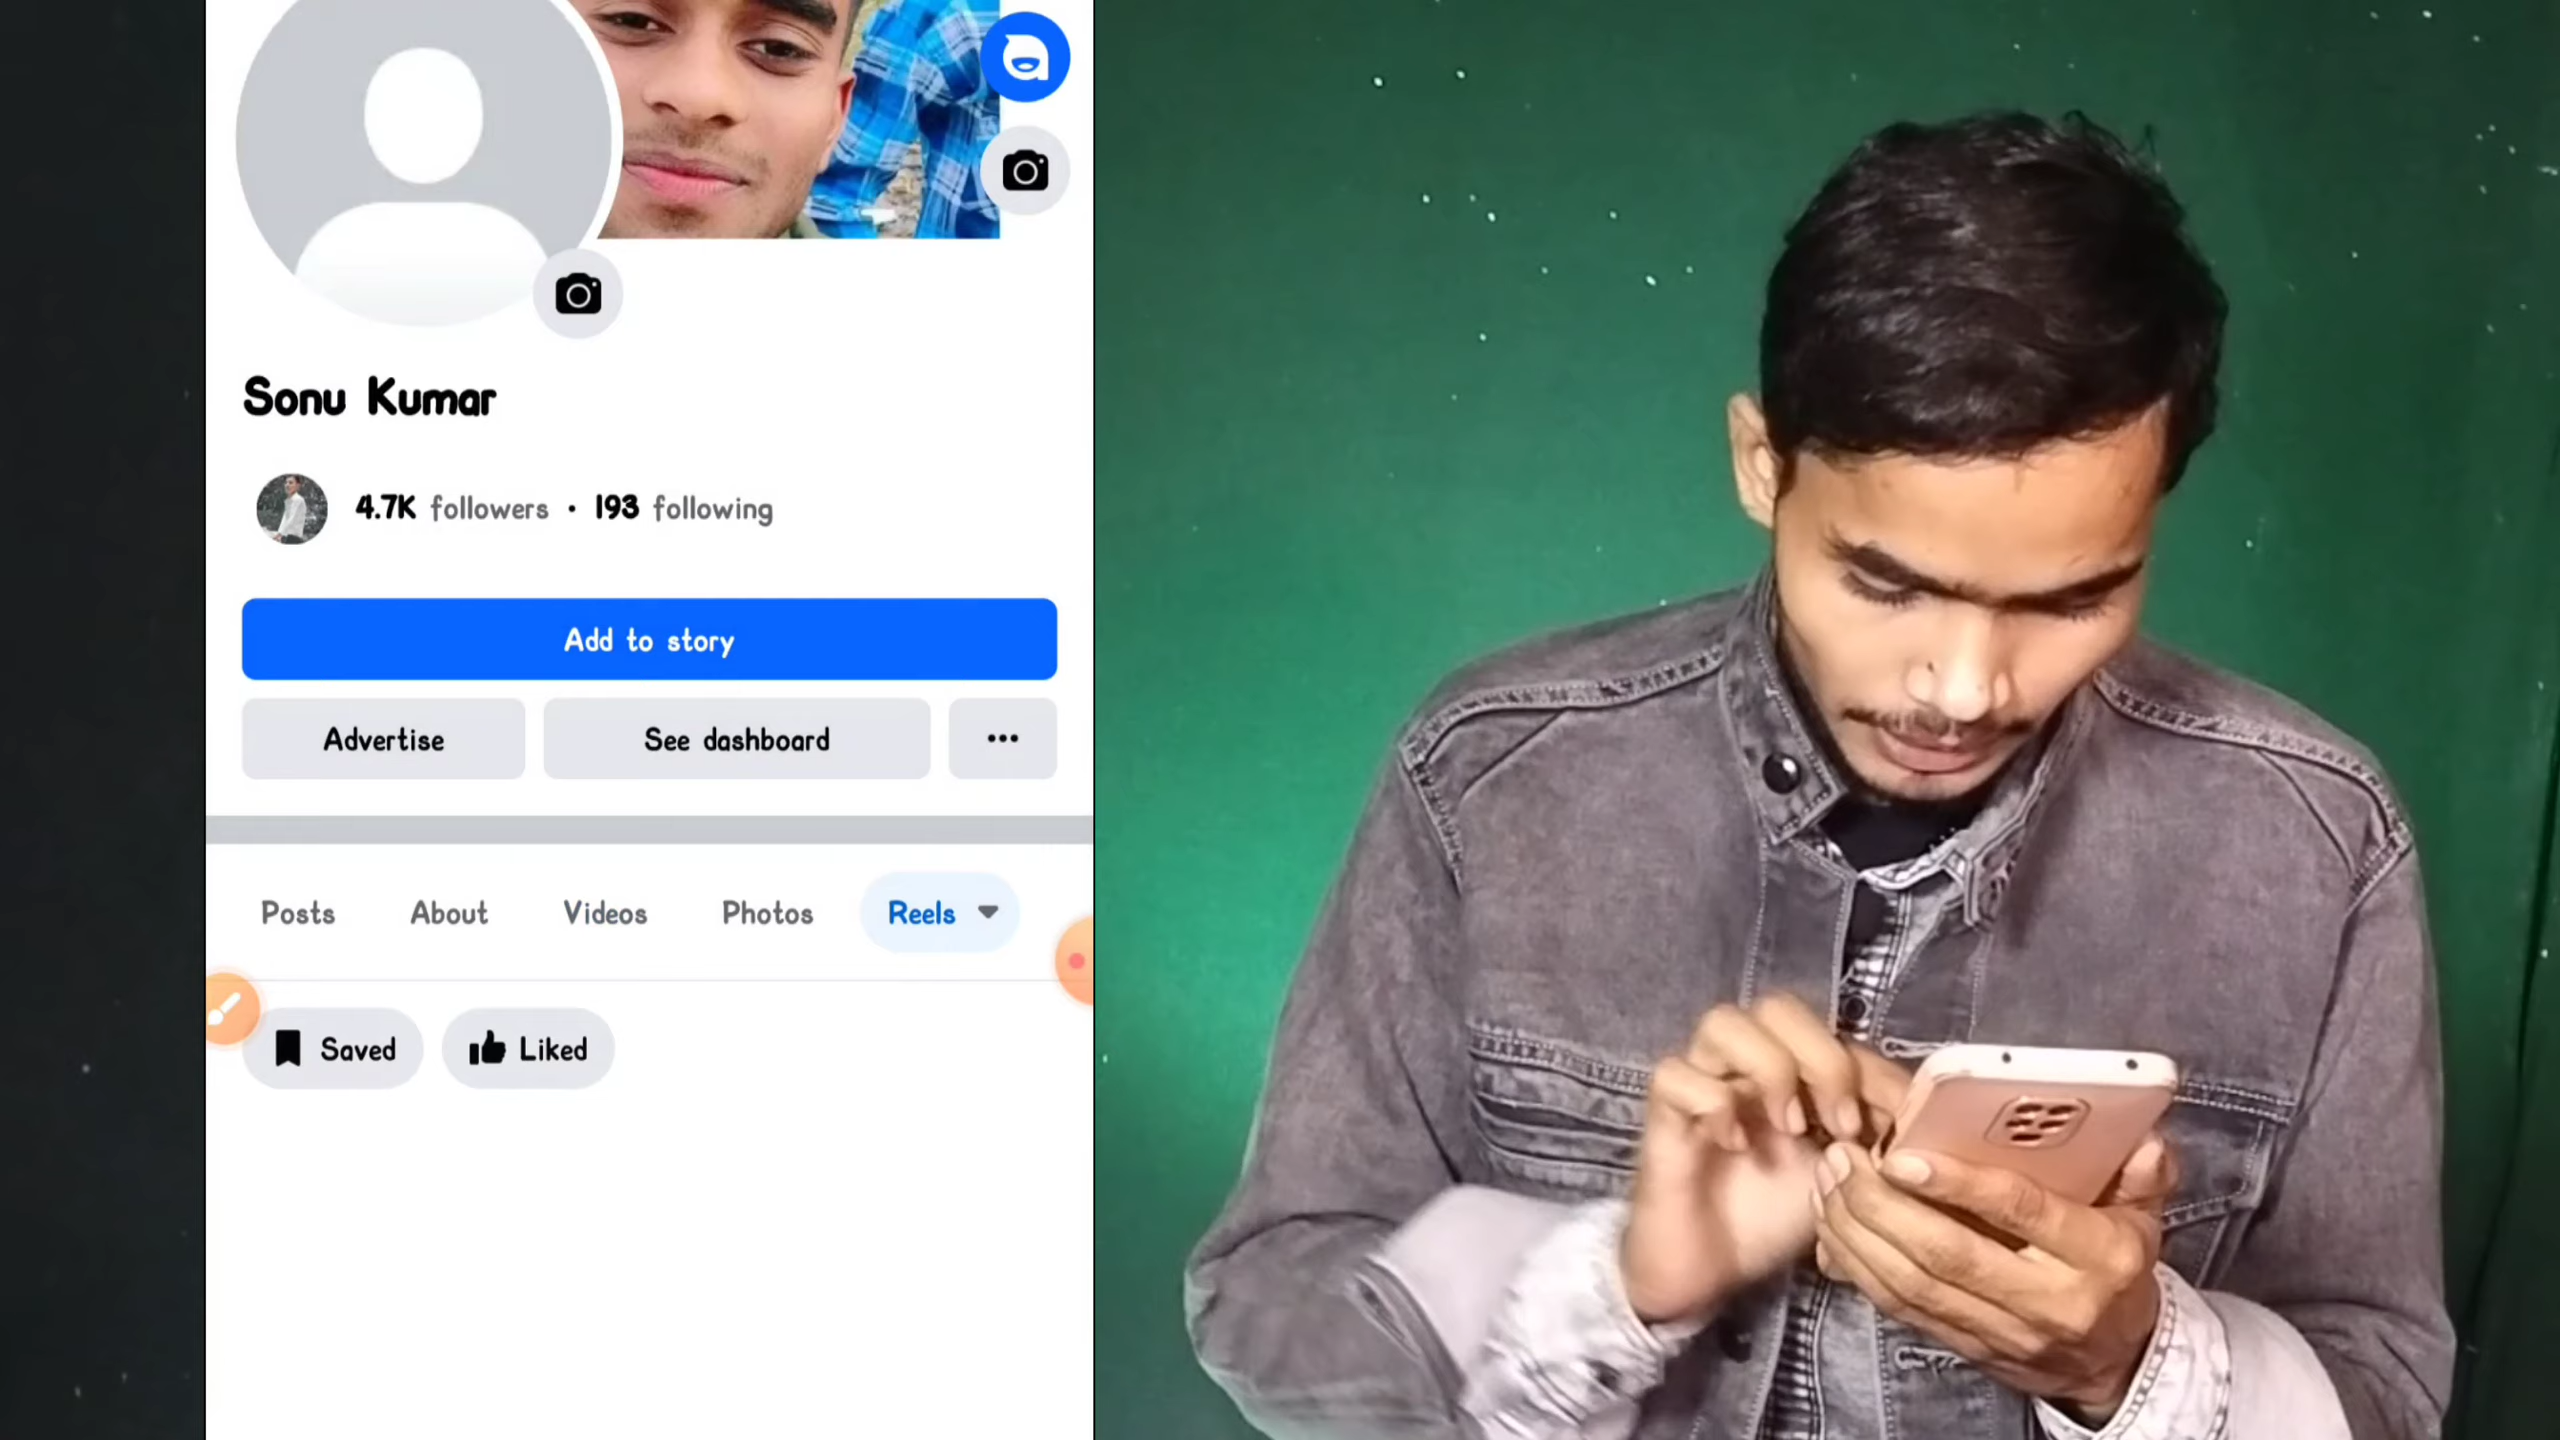 Sonu Kumar
4.7K followers • 193 following
Add to story
Advertise
See dashboard
Posts
About
Videos
Photos
Reels
Saved
Liked